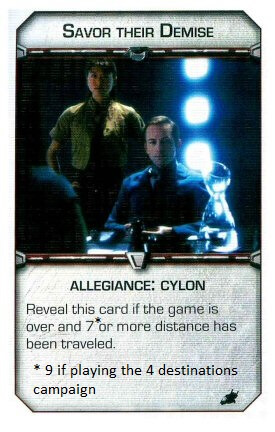 SAVOR THEIR DEMISE
ALLEGIANCE: CYLON
Reveal this card if the game is
over and 7* or more distance has
been traveled.
* 9 if playing the 4 destinations
campaign